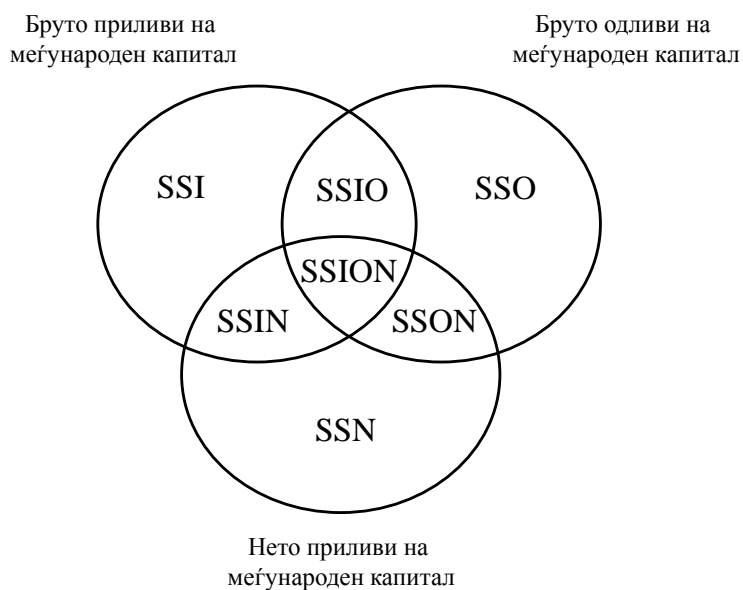 Бруто приливи на
меѓународен капитал
Бруто одливи на
меѓународен капитал
SSI
SSIO
SSO
SSION
SSIN
SSON
SSN
Нето приливи на
меѓународен капитал